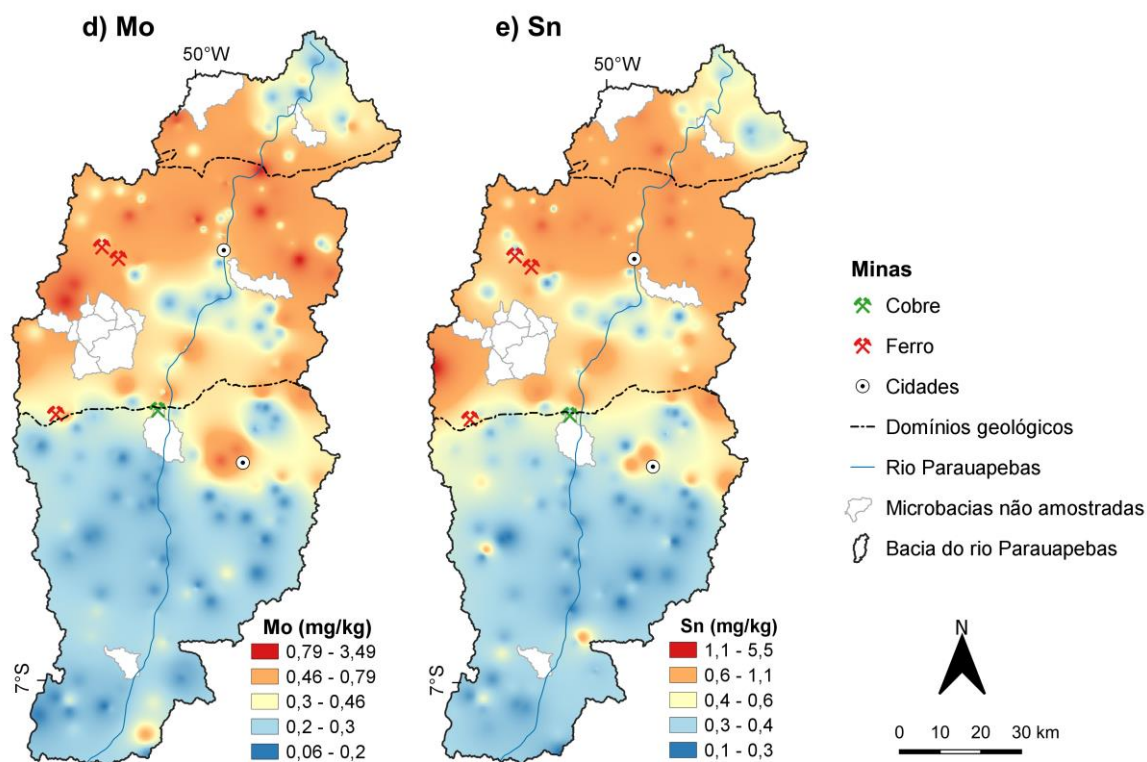 d) Mo
50°W
7°S
Mo (mg/kg)
0,79 - 3,49
0,46 - 0,79
0,3 - 0,46
0,2 - 0,3
0,06 - 0,2
e) Sn
50°W
Sn (mg/kg)
1,1 - 5,5
0,6 - 1,1
0,4 - 0,6
0,3 - 0,4
0,1 - 0,3
7°S
Minas
Cobre
Ferro
Cidades
Domínios geológicos
Rio Parauapebas
Microbacias não amostradas
Bacia do rio Parauapebas
N
0 10 20 30 km